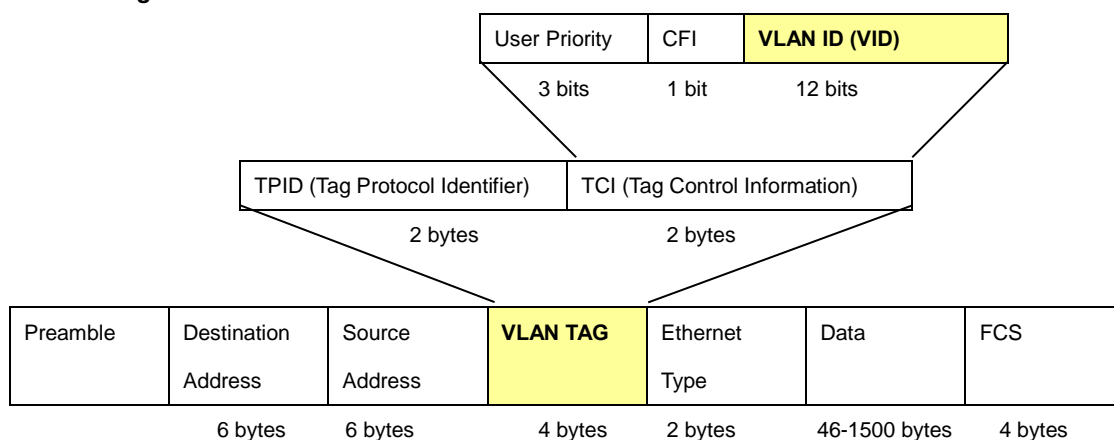 User Priority CFI VLAN ID (VID)
3 bits 1 bit 12 bits
TPID (Tag Protocol Identifier) TCI (Tag Control Information)
2 bytes 2 bytes
Preamble Destination Address Source Address VLAN TAG Ethernet Type Data FCS
6 bytes 6 bytes 4 bytes 2 bytes 46-1500 bytes 4 bytes